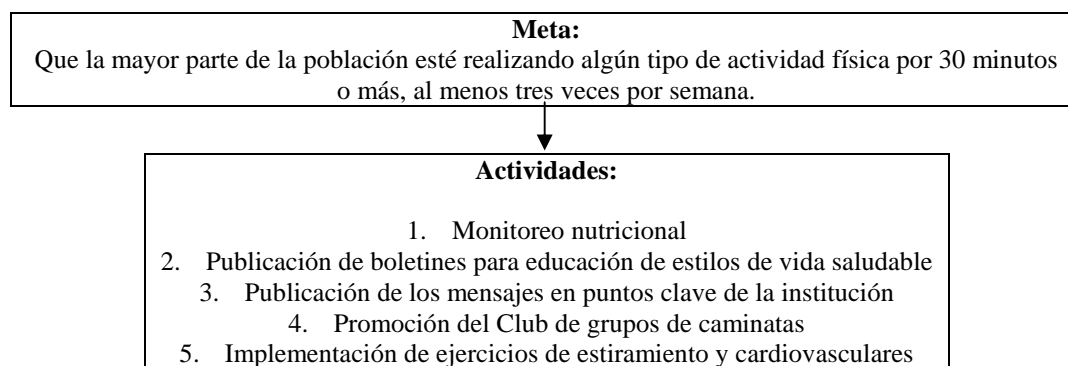 Meta:
Que la mayor parte de la población esté realizando algún tipo de actividad física por 30 minutos
o más, al menos tres veces por semana.
Actividades:
1. Monitoreo nutricional
2. Publicación de boletines para educación de estilos de vida saludable
3. Publicación de los mensajes en puntos clave de la institución
4. Promoción del Club de grupos de caminatas
5. Implementación de ejercicios de estiramiento y cardiovasculares